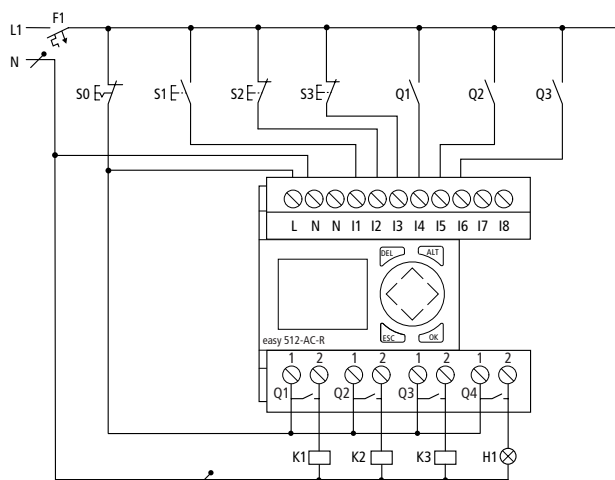 F1
L1
N
S0 S1 S2 S3 Q1 Q2 Q3
L N N I1 I2 I3 I4 I5 I6 I7 I8
DEL ALT
ESC OK
easy 512-AC-R
1 2 1 2 1 2 1 2
Q1 Q2 Q3 Q4
K1 K2 K3 H1